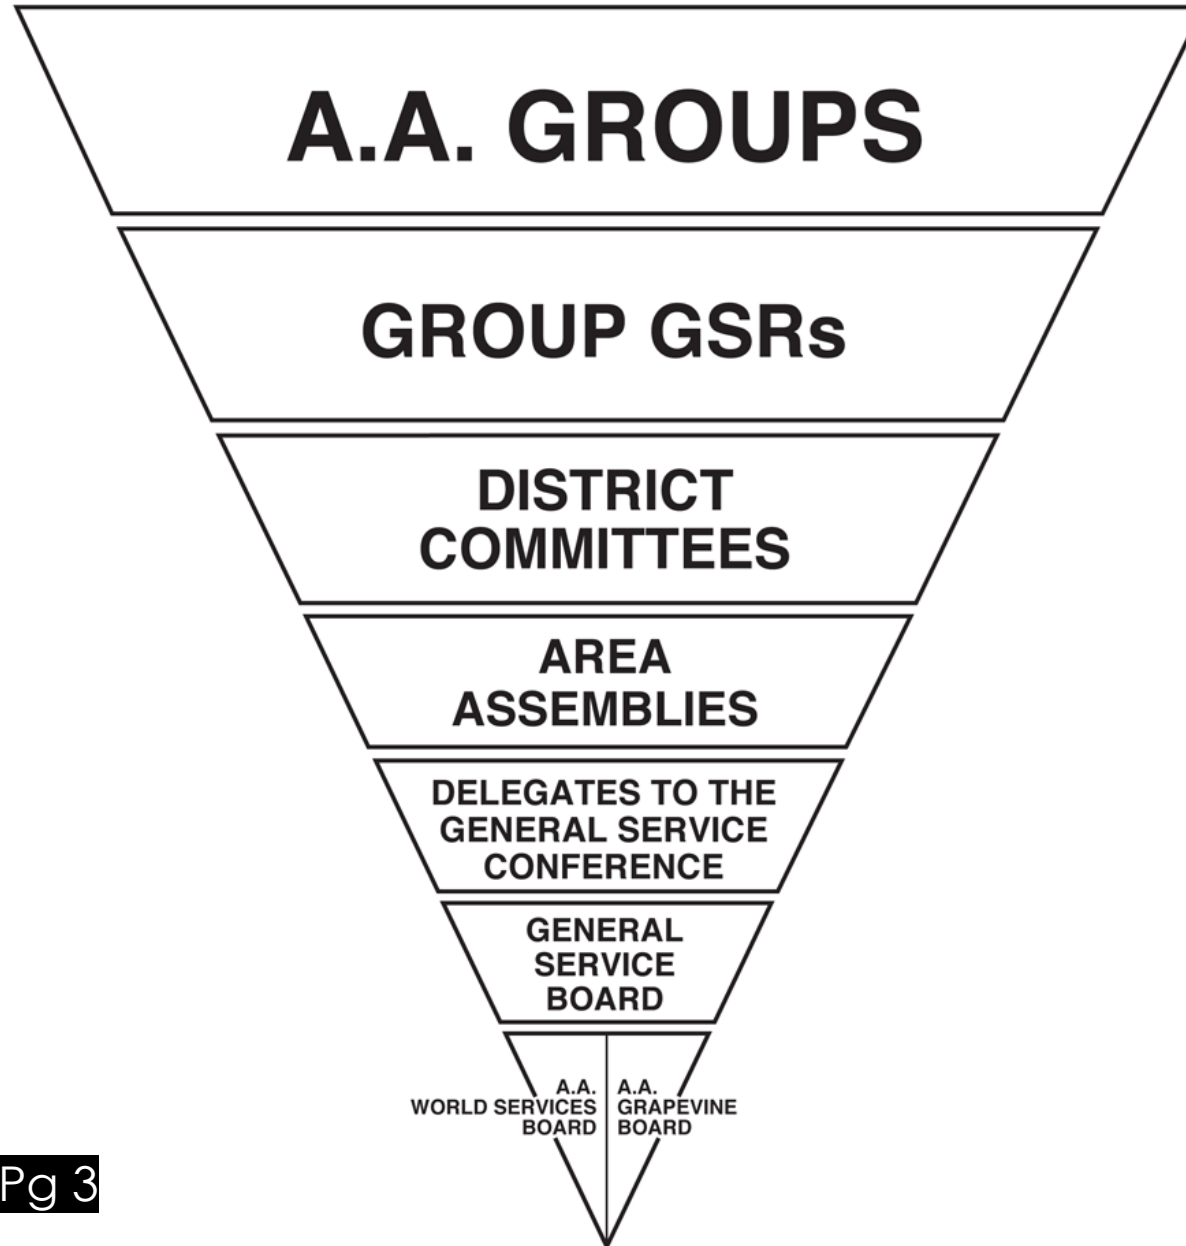 A.A. GROUPS
GROUP GSRs
DISTRICT
COMMITTEES
AREA
ASSEMBLIES
DELEGATES TO THE
GENERAL SERVICE
CONFERENCE
GENERAL
SERVICE
BOARD
A.A.
WORLD SERVICES
BOARD
A.A.
GRAPEVINE
BOARD
Pg 3